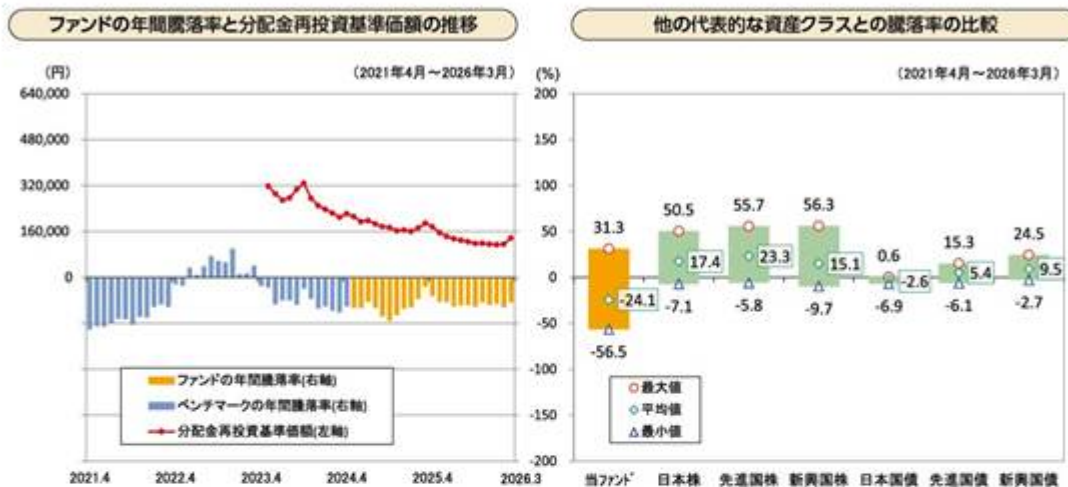 ファンドの年間騰落率と分配金再投資基準価額の推移
(円)
(2021年4月～2026年3月)
(%)
640,000
480,000
320,000
160,000
0
200
150
100
50
0
-50
-100
-150
-200
ファンドの年間騰落率(右軸)
ベンチマークの年間騰落率(右軸)
分配金再投資基準価額(左軸)
2021.4 2022.4 2023.4 2024.4 2025.4 2026.3
他の代表的な資産クラスとの騰落率の比較
(2021年4月～2026年3月)
31.3 50.5 55.7 56.3 0.6 15.3 24.5
-24.1 17.4 23.3 15.1 -2.6 5.4 9.5
-56.5 -7.1 -5.8 -9.7 -6.9 -6.1 -2.7
最大値
平均値
最小値
当ファンド 日本株 先進国株 新興国株 日本国債 先進国債 新興国債